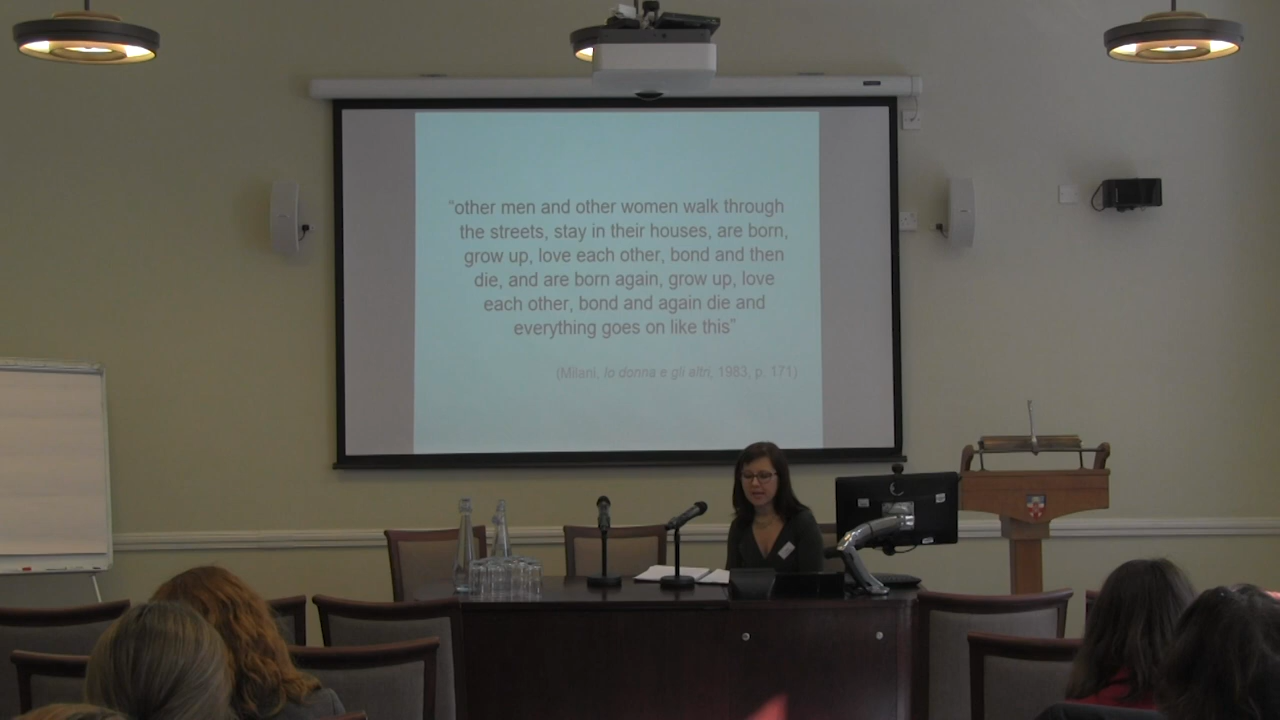 “other men and other women walk through
the streets, stay in their houses, are born,
grow up, love each other, bond and then
die, and are born again, grow up, love
each other, bond and again die and
everything goes on like this”
(Milani, Io donna e gli altri, 1983, p. 171)